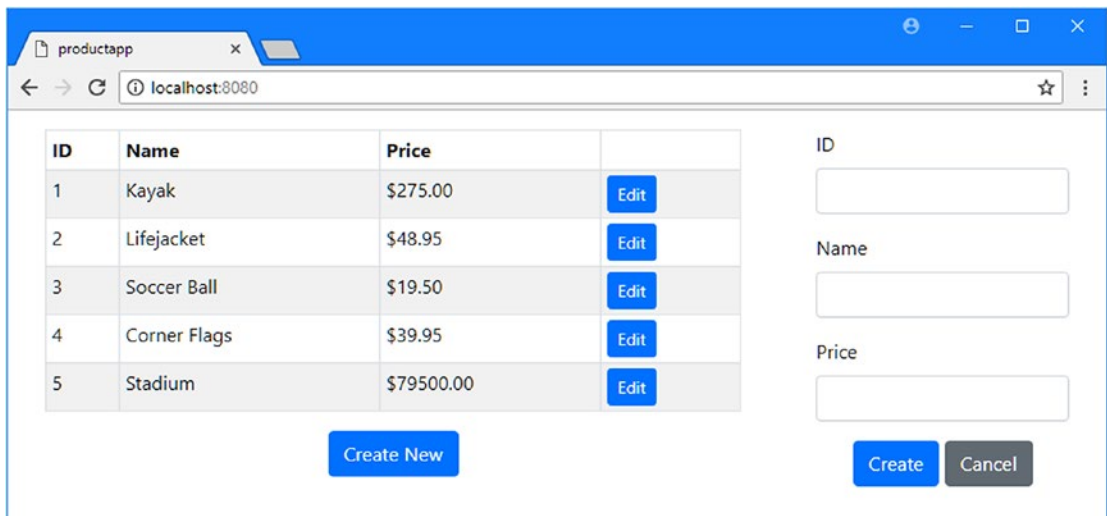 productapp
localhost:8080
ID Name Price
1 Kayak $275.00 Edit
2 Lifejacket $48.95 Edit
3 Soccer Ball $19.50 Edit
4 Corner Flags $39.95 Edit
5 Stadium $79500.00 Edit
Create New
ID
Name
Price
Create Cancel